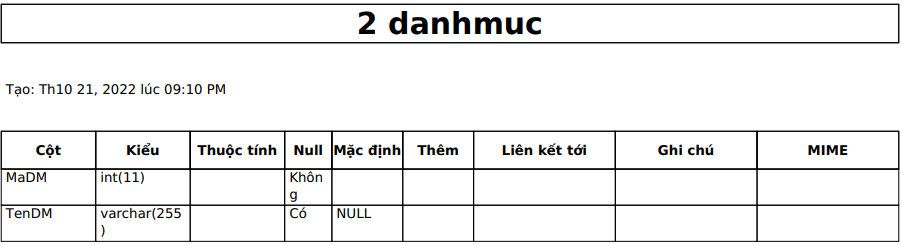 2 danhmuc
Tạo: Th10 21, 2022 lúc 09:10 PM
Cột Kiểu Thuộc tính Null Mặc định Thêm Liên kết tới Ghi chú MIME
MaDM int(11) Khôn
g
TenDM varchar(255 Có NULL
)